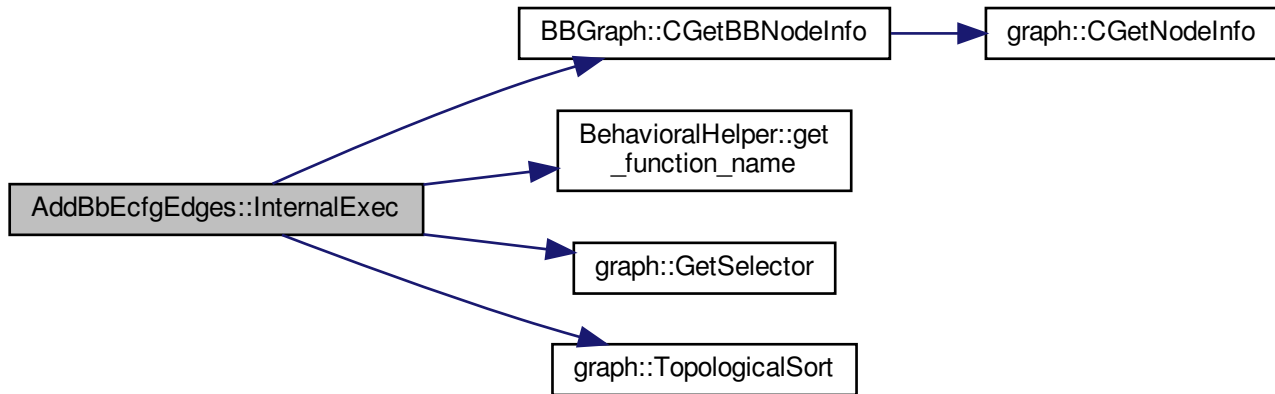 BBGraph::CGetBBNodeInfo
graph::CGetNodeInfo
BehavioralHelper::get
_function_name
AddBbEcfgEdges::InternalExec
graph::GetSelector
graph::TopologicalSort